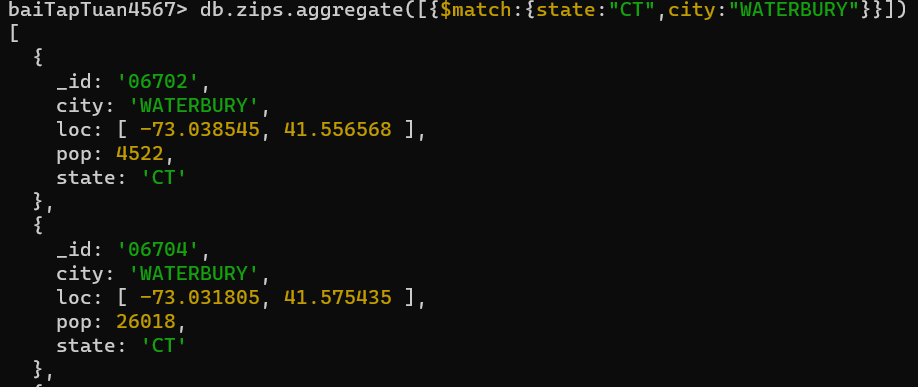 baiTapTuan4567> db.zips.aggregate([{$match:{state:"CT",city:"WATERBURY"}}])
[
  {
    _id: '06702',
    city: 'WATERBURY',
    loc: [ -73.038545, 41.556568 ],
    pop: 4522,
    state: 'CT'
  },
  {
    _id: '06704',
    city: 'WATERBURY',
    loc: [ -73.031805, 41.575435 ],
    pop: 26018,
    state: 'CT'
  },
  {